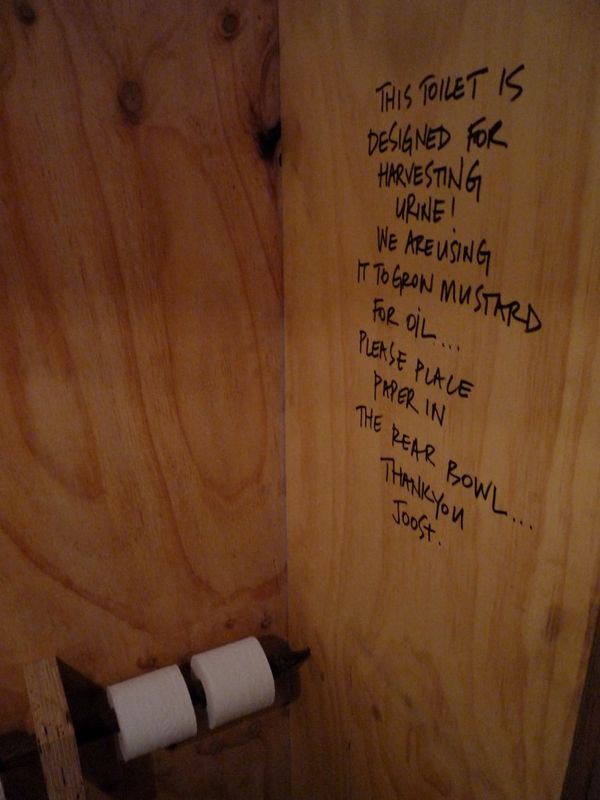 THIS TOILET IS
DESIGNED FOR
HARVESTING
URINE!
WE ARE USING
IT TO GROW MUSTARD
FOR OIL...
PLEASE PLACE
PAPER IN
THE REAR BOWL...
THANKYOU
JOOST.